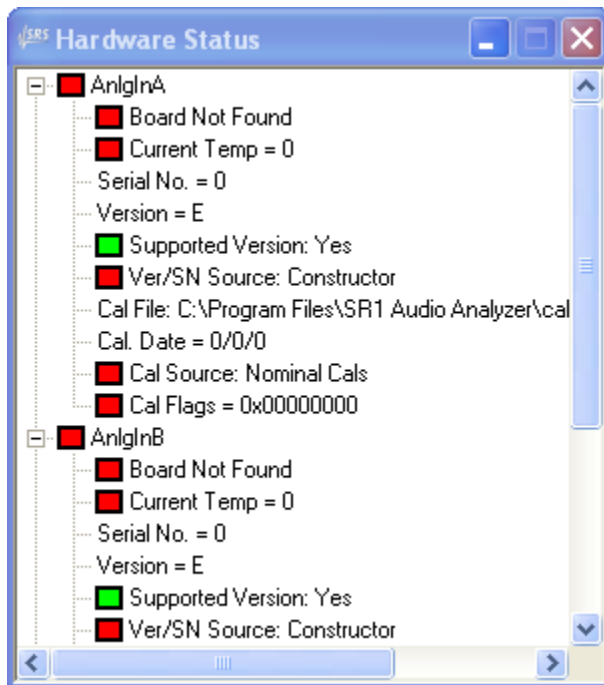 SRS Hardware Status
AnlgInA
Board Not Found
Current Temp = 0
Serial No. = 0
Version = E
Supported Version: Yes
Ver/SN Source: Constructor
Cal File: C:\Program Files\SR1 Audio Analyzer\cal
Cal. Date = 0/0/0
Cal Source: Nominal Cals
Cal Flags = 0x00000000
AnlgInB
Board Not Found
Current Temp = 0
Serial No. = 0
Version = E
Supported Version: Yes
Ver/SN Source: Constructor